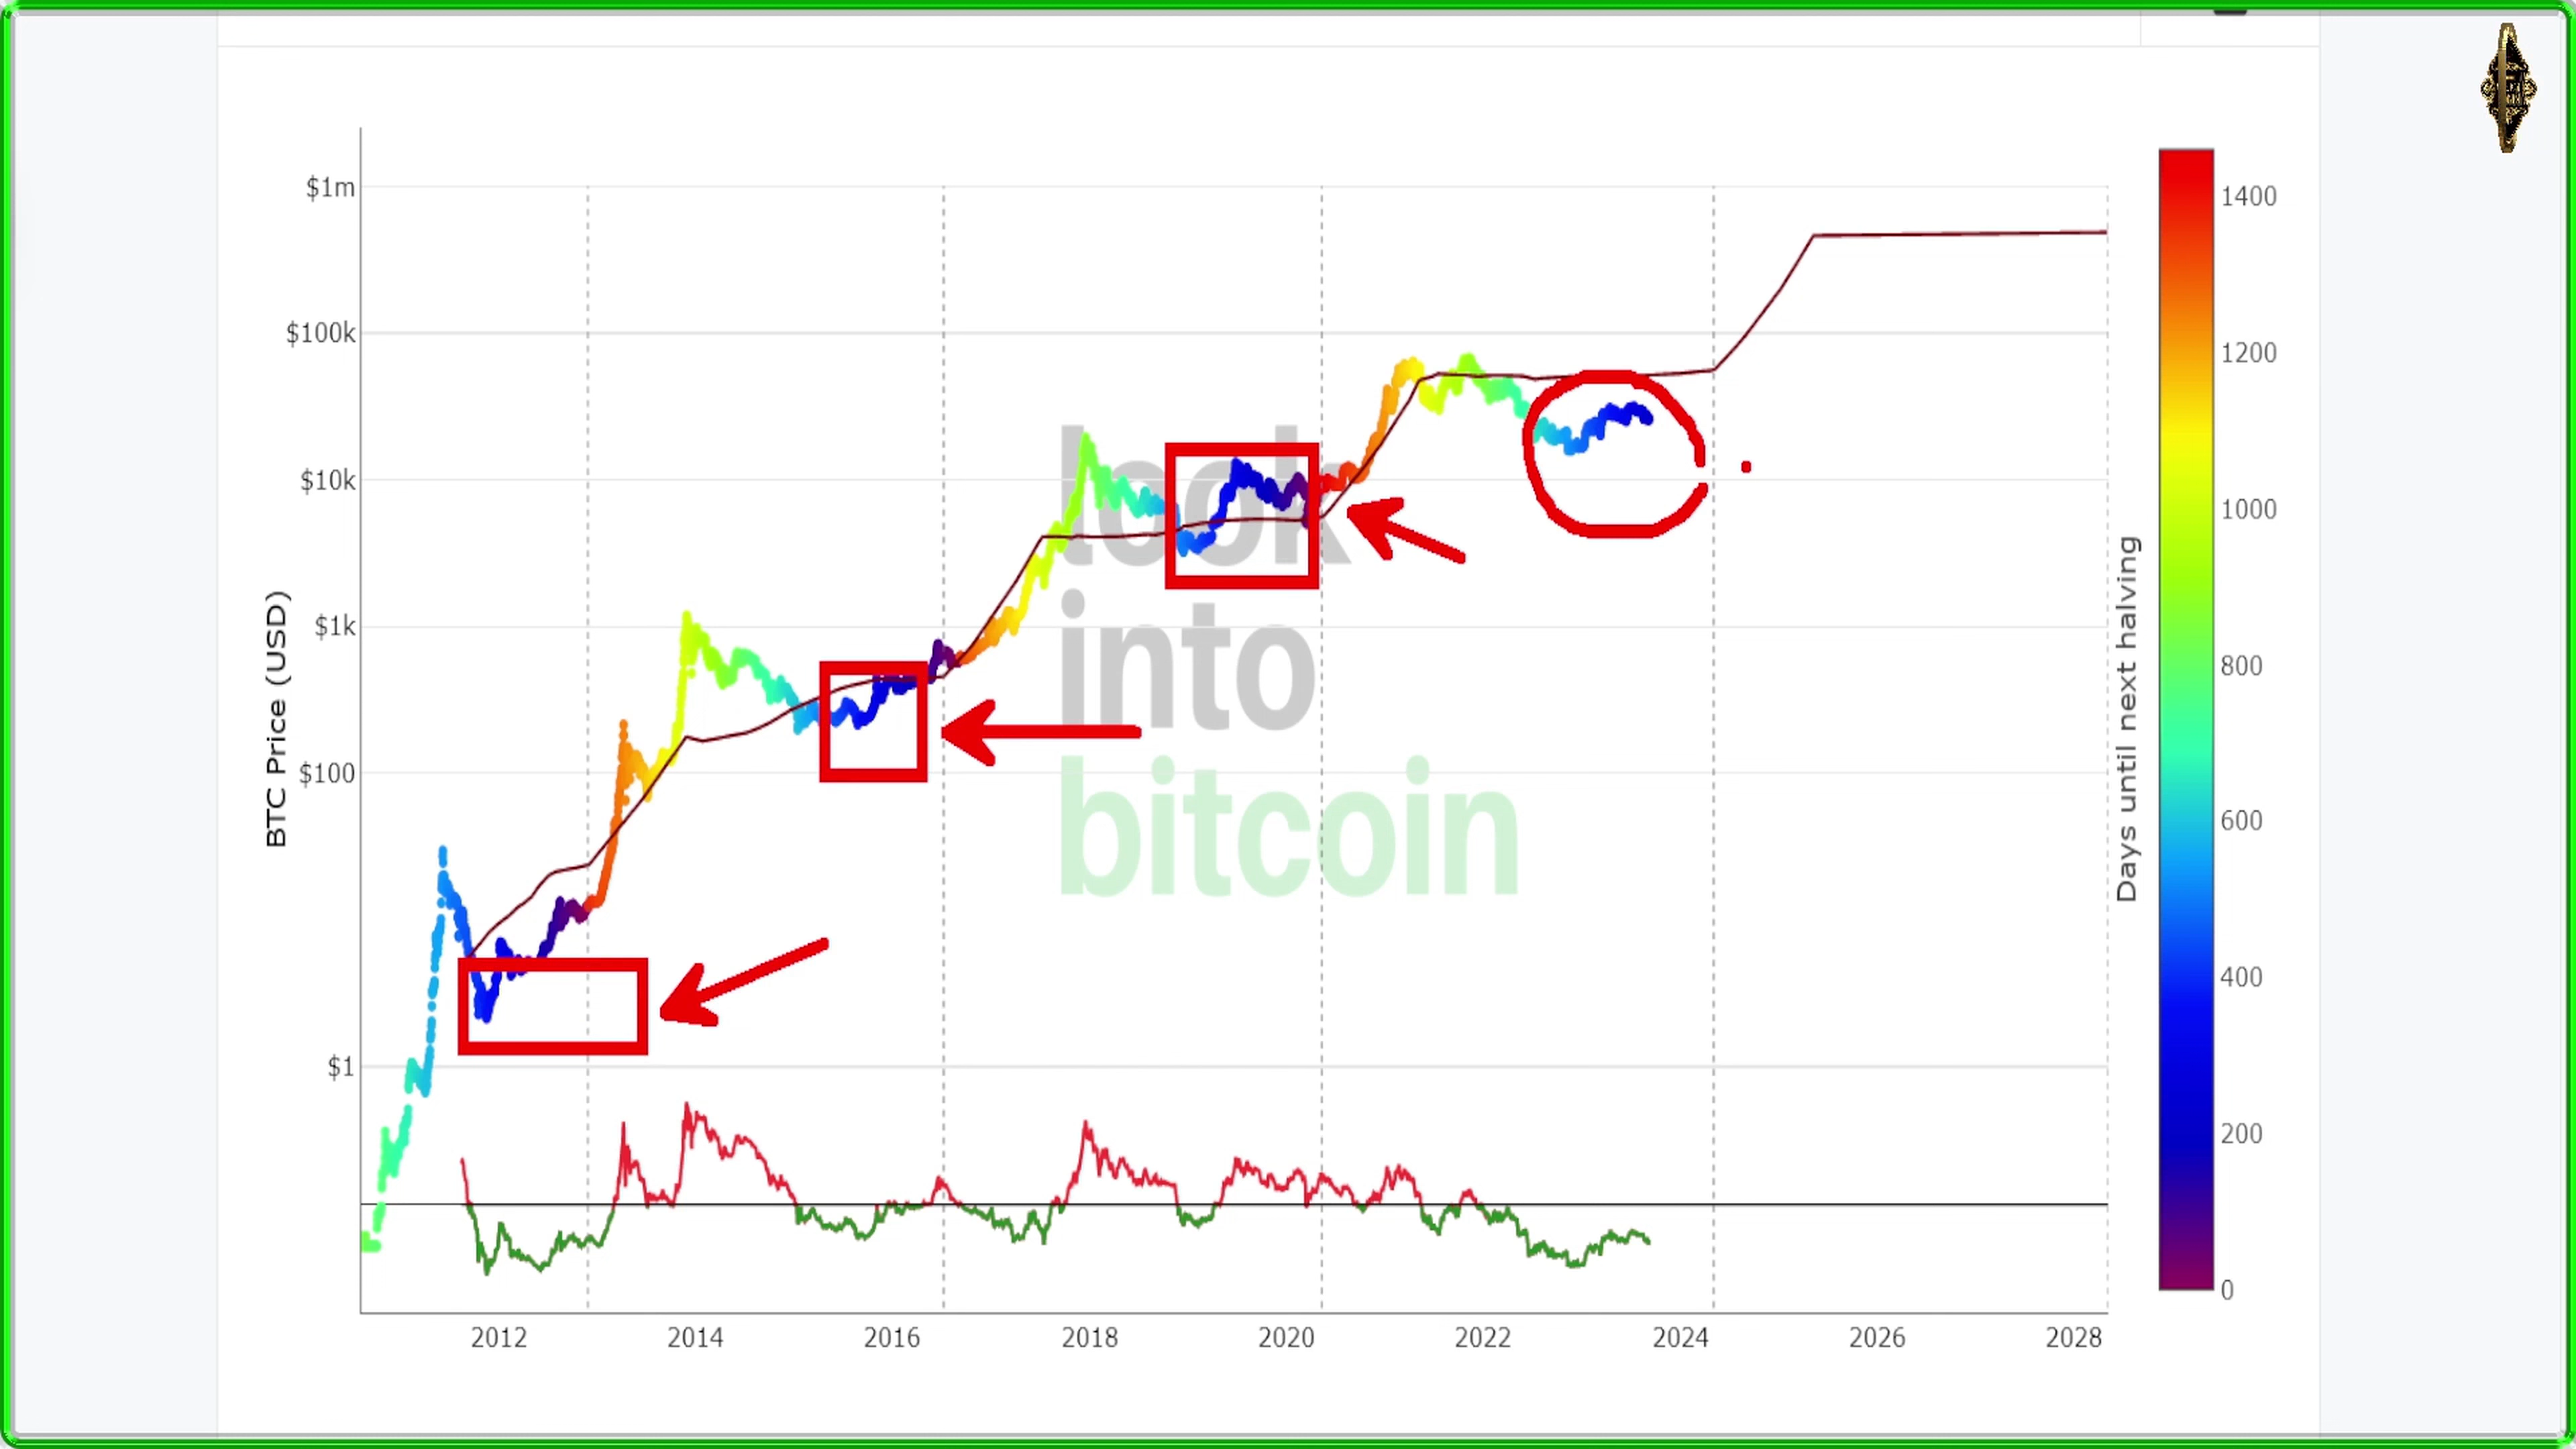 $1m
$100k
$10k
$1k
$100
$1
BTC Price (USD)
look
into
bitcoin
2012 2014 2016 2018 2020 2022 2024 2026 2028
Days until next halving
1400
1200
1000
800
600
400
200
0